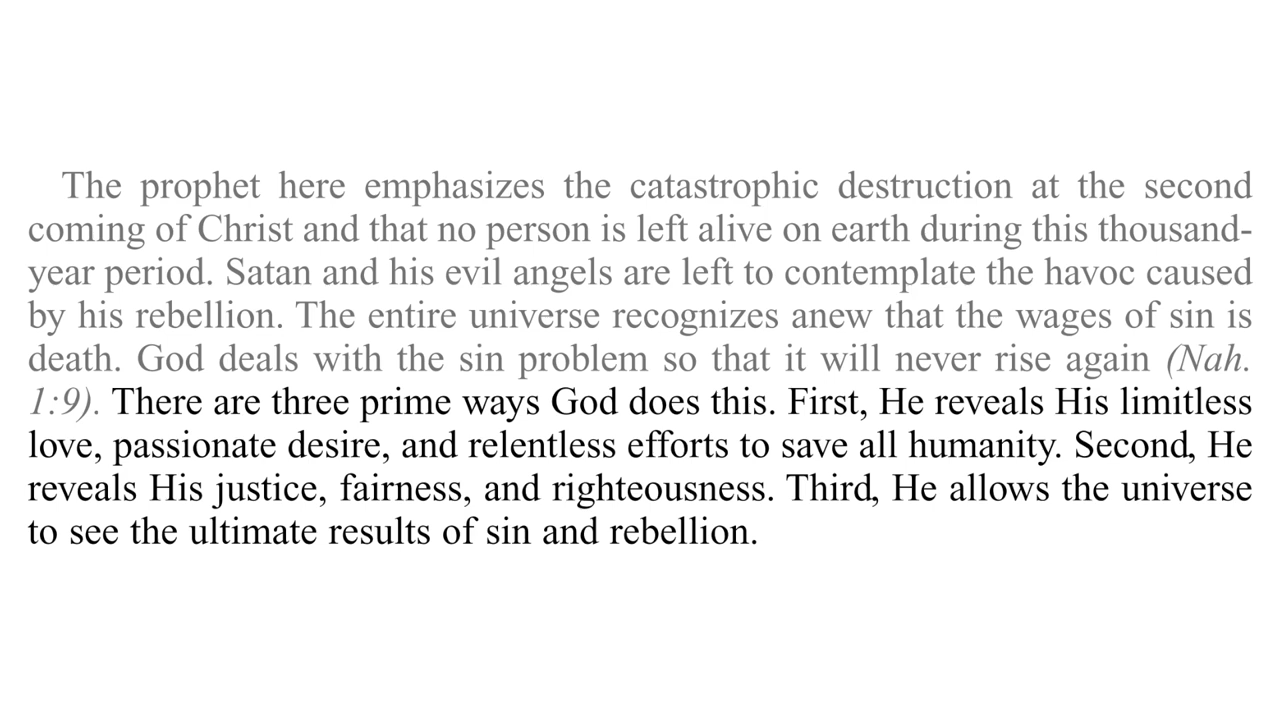 The prophet here emphasizes the catastrophic destruction at the second
coming of Christ and that no person is left alive on earth during this thousand-
year period. Satan and his evil angels are left to contemplate the havoc caused
by his rebellion. The entire universe recognizes anew that the wages of sin is
death. God deals with the sin problem so that it will never rise again (Nah.
1:9). There are three prime ways God does this. First, He reveals His limitless
love, passionate desire, and relentless efforts to save all humanity. Second, He
reveals His justice, fairness, and righteousness. Third, He allows the universe
to see the ultimate results of sin and rebellion.